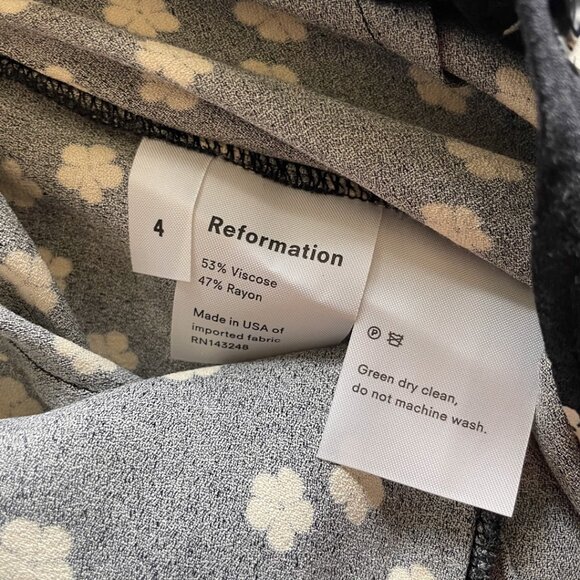 4
Reformation
53% Viscose
47% Rayon
Made in USA of
imported fabric
RN143248
P
Green dry clean,
do not machine wash.